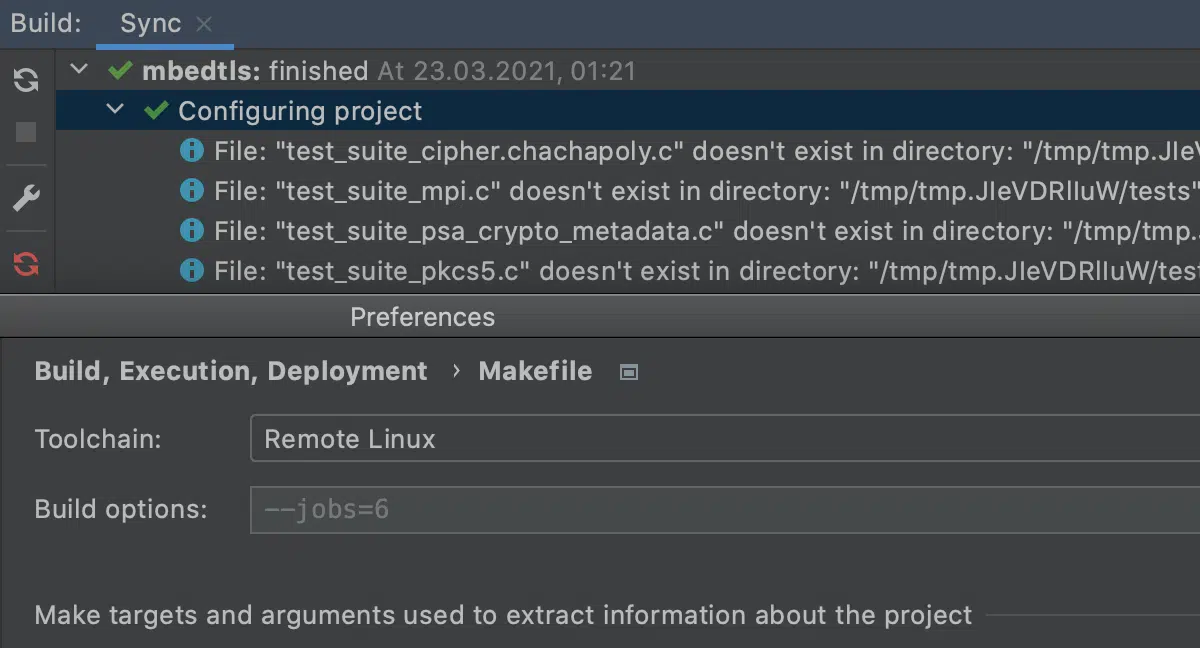 Build: Sync
mbedtls: finished At 23.03.2021, 01:21
Configuring project
File: "test_suite_cipher.chachapoly.c" doesn't exist in directory: "/tmp/tmp.JIeV
File: "test_suite_mpi.c" doesn't exist in directory: "/tmp/tmp.JIeVDRlIuW/tests"
File: "test_suite_psa_crypto_metadata.c" doesn't exist in directory: "/tmp/tmp.
File: "test_suite_pkcs5.c" doesn't exist in directory: "/tmp/tmp.JIeVDRlIuW/test
Preferences
Build, Execution, Deployment › Makefile
Toolchain: Remote Linux
Build options: --jobs=6
Make targets and arguments used to extract information about the project